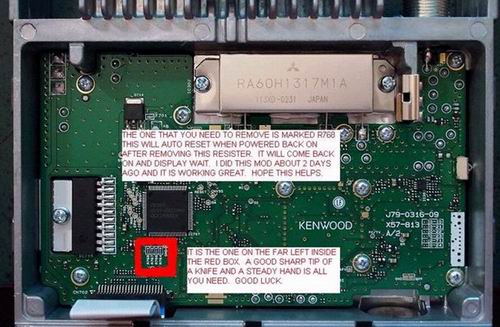 RA60H1317M1A
JAPAN
THE ONE THAT YOU NEED TO REMOVE IS MARKED R768
THIS WILL AUTO RESET WHEN POWERED BACK ON
AFTER REMOVING THIS RESISTER. IT WILL COME BACK
ON AND DISPLAY WAIT. I DID THIS MOD ABOUT 2 DAYS
AGO AND IT IS WORKING GREAT. HOPE THIS HELPS.
KENWOOD
J79-0316-09
X57-813
A/2
IT IS THE ONE ON THE FAR LEFT INSIDE
THE RED BOX. A GOOD SHARP TIP OF
A KNIFE AND A STEADY HAND IS ALL
YOU NEED. GOOD LUCK.